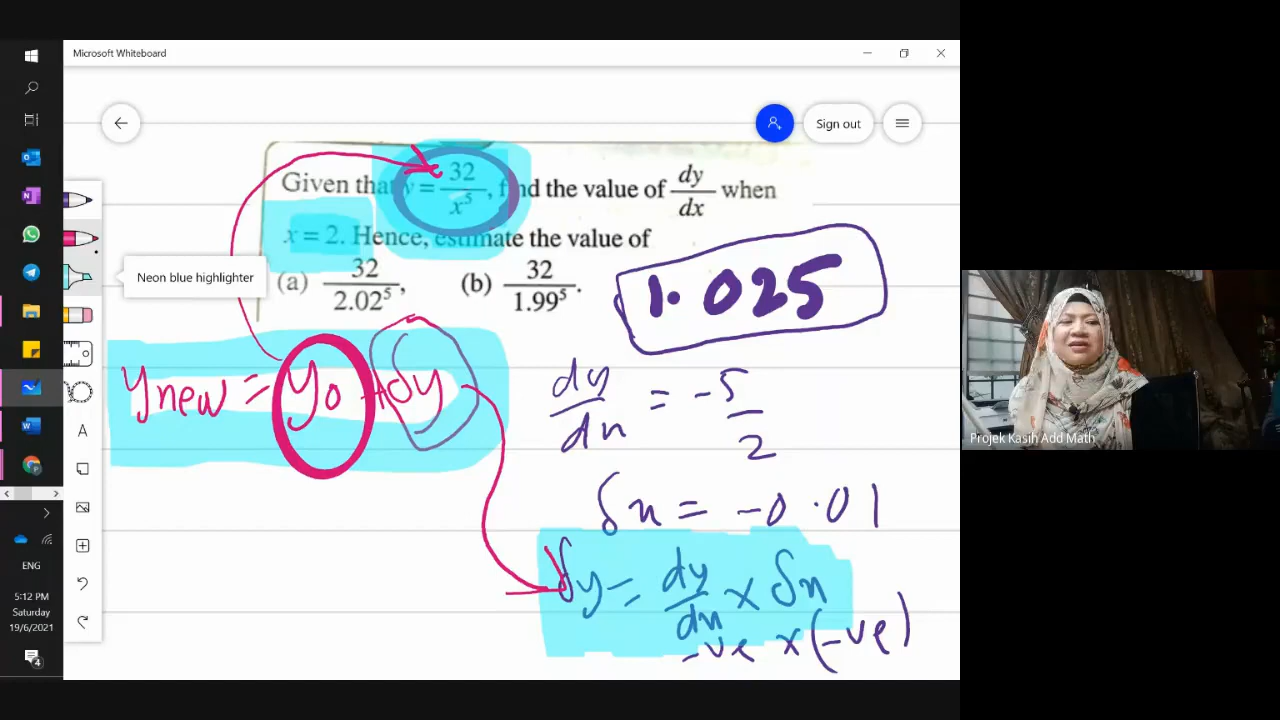 Microsoft Whiteboard
Sign out
Given that y = 32/x⁵, find the value of dy/dx when
x = 2. Hence, estimate the value of
(a) 32/2.02⁵, (b) 32/1.99⁵.
Neon blue highlighter
1.025
ynew = y0 + δy
dy/dx = -5/2
δx = -0.01
δy = dy/dx × δx
-ve × (-ve)
Projek Kasih Add Math
ENG
5:12 PM
Saturday
19/6/2021
4